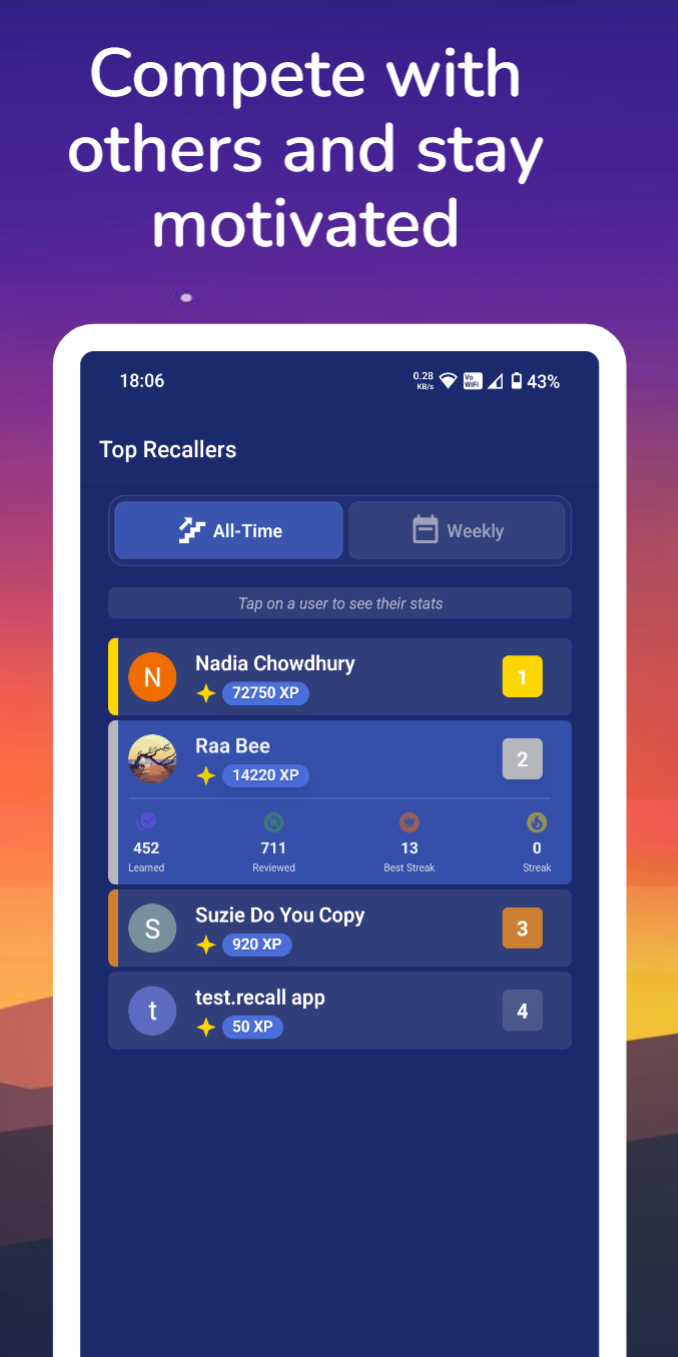 Compete with
others and stay
motivated
18:06
0.28
KB/s
Vo
WiFi
43%
Top Recallers
All-Time
Weekly
Tap on a user to see their stats
N
Nadia Chowdhury
72750 XP
1
Raa Bee
14220 XP
2
452
711
13
0
Learned
Reviewed
Best Streak
Streak
S
Suzie Do You Copy
920 XP
3
t
test.recall app
50 XP
4